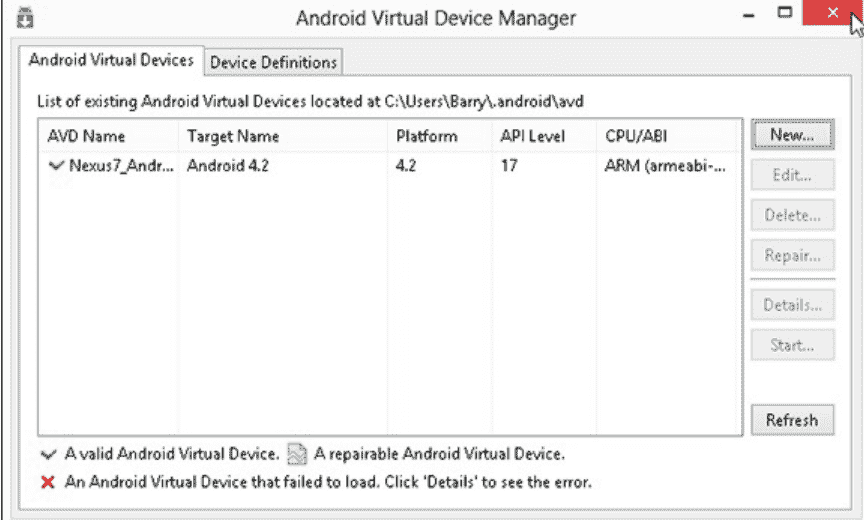 Android Virtual Device Manager
Android Virtual Devices
Device Definitions
List of existing Android Virtual Devices located at C:\Users\Barry\.android\avd
AVD Name Target Name Platform API Level CPU/ABI
Nexus7_Andr... Android 4.2 4.2 17 ARM (armeabi-...
New...
Edit...
Delete...
Repair...
Details...
Start...
Refresh
A valid Android Virtual Device. A repairable Android Virtual Device.
An Android Virtual Device that failed to load. Click 'Details' to see the error.